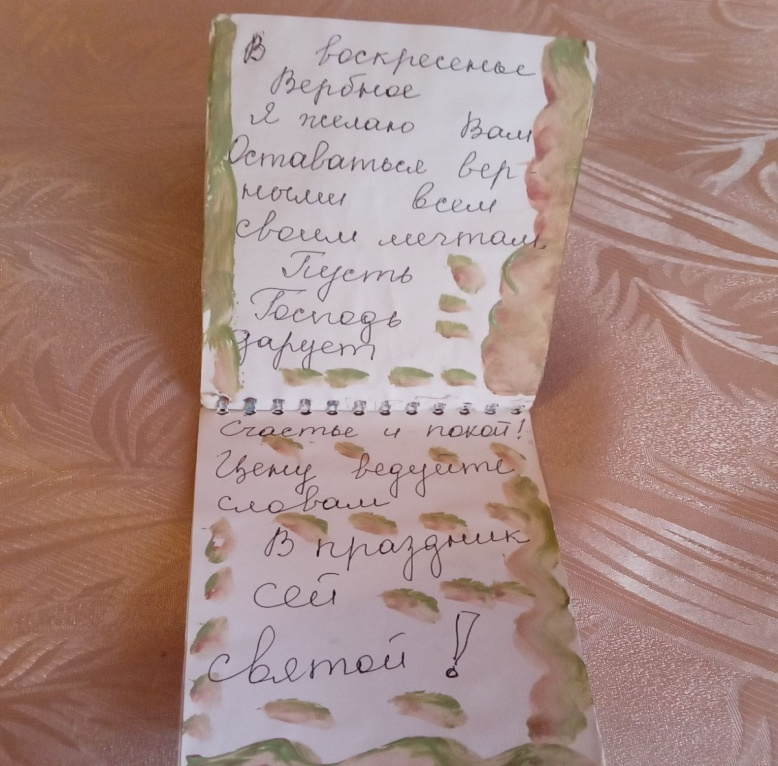 В воскресенье
Вербное
Я желаю Вам
Оставаться вер
ными всем
своим мечтам.
Пусть
Господь
дарует
Счастье и покой!
Цену ведуйте
словам
В праздник
сей
святой!